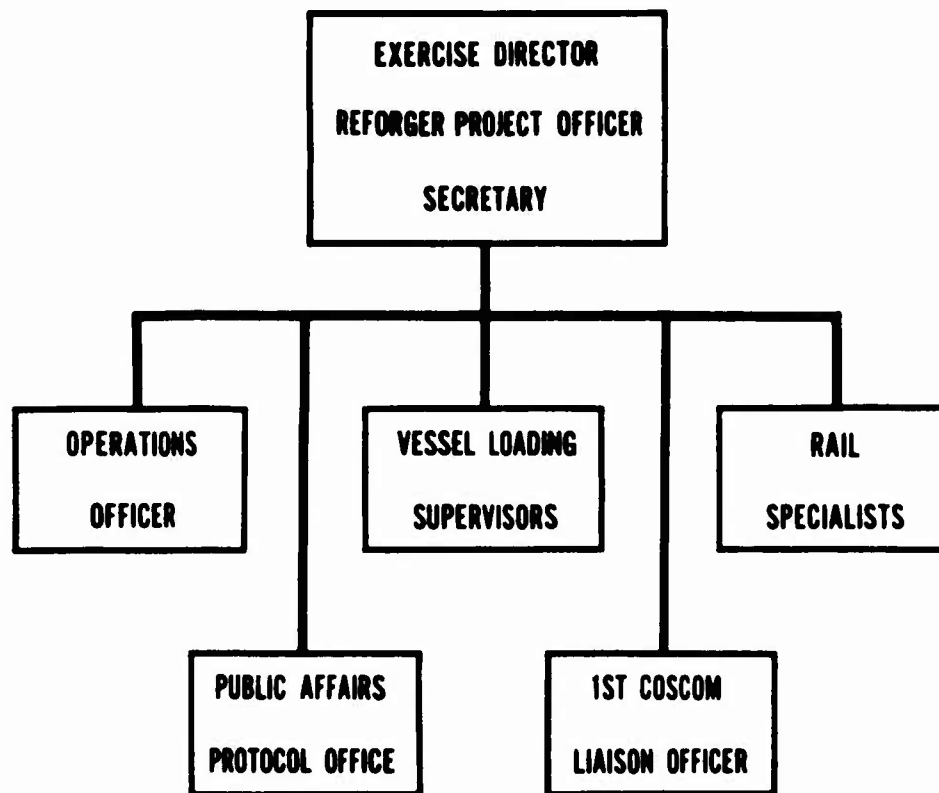 EXERCISE DIRECTOR
REFORGER PROJECT OFFICER
SECRETARY
OPERATIONS
OFFICER
VESSEL LOADING
SUPERVISORS
RAIL
SPECIALISTS
PUBLIC AFFAIRS
PROTOCOL OFFICE
1ST COSCOM
LIAISON OFFICER